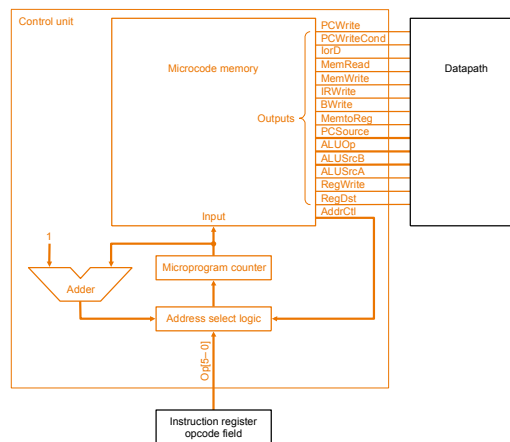 Control unit
PCWrite
PCWriteCond
IorD
MemRead
MemWrite
IRWrite
BWrite
MemtoReg
PCSource
ALUOp
ALUSrcB
ALUSrcA
RegWrite
RegDst
AddrCtl
Microcode memory
Datapath
Outputs
Input
1
Microprogram counter
Adder
Address select logic
Op[5–0]
Instruction register
opcode field